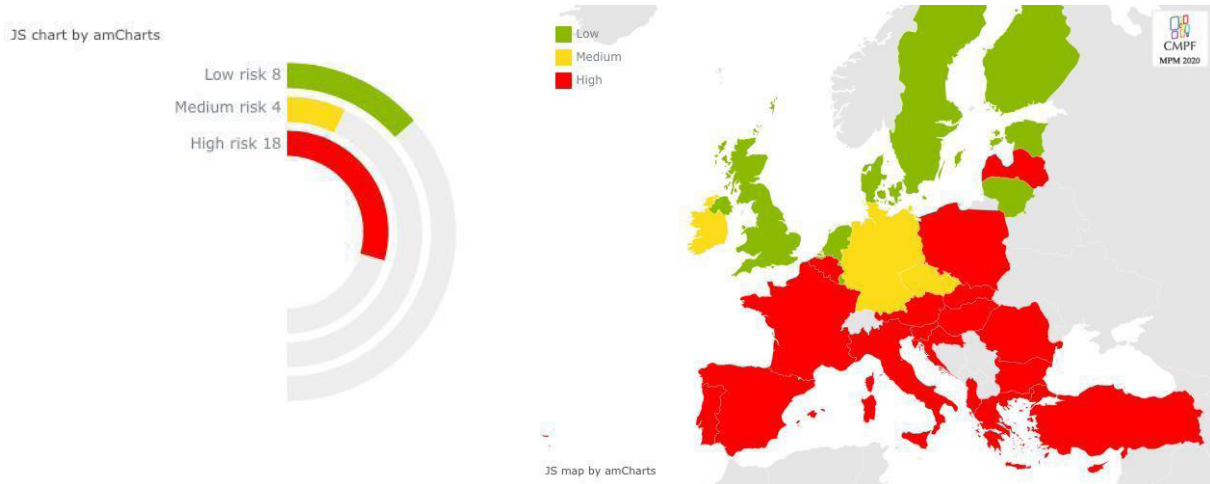 JS chart by amCharts
Low risk 8
Medium risk 4
High risk 18
Low
Medium
High
CMPF
MPM 2020
JS map by amCharts